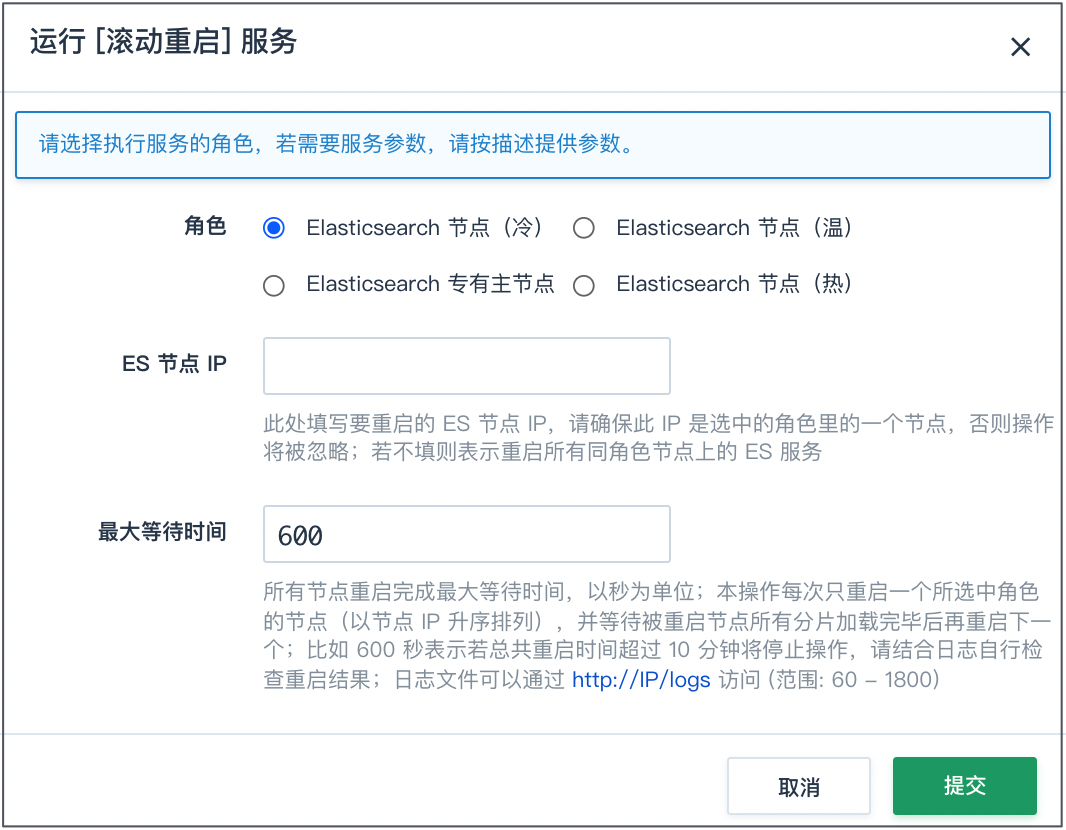 运行 [滚动重启] 服务
请选择执行服务的角色，若需要服务参数，请按描述提供参数。
角色
Elasticsearch 节点（冷）
Elasticsearch 节点（温）
Elasticsearch 专有主节点
Elasticsearch 节点（热）
ES 节点 IP
此处填写要重启的 ES 节点 IP，请确保此 IP 是选中的角色里的一个节点，否则操作
将被忽略；若不填则表示重启所有同角色节点上的 ES 服务
最大等待时间
600
所有节点重启完成最大等待时间，以秒为单位；本操作每次只重启一个所选中角色
的节点（以节点 IP 升序排列），并等待被重启节点所有分片加载完毕后再重启下一
个；比如 600 秒表示若总共重启时间超过 10 分钟将停止操作，请结合日志自行检
查重启结果；日志文件可以通过 http://IP/logs 访问 (范围: 60 – 1800)
取消
提交